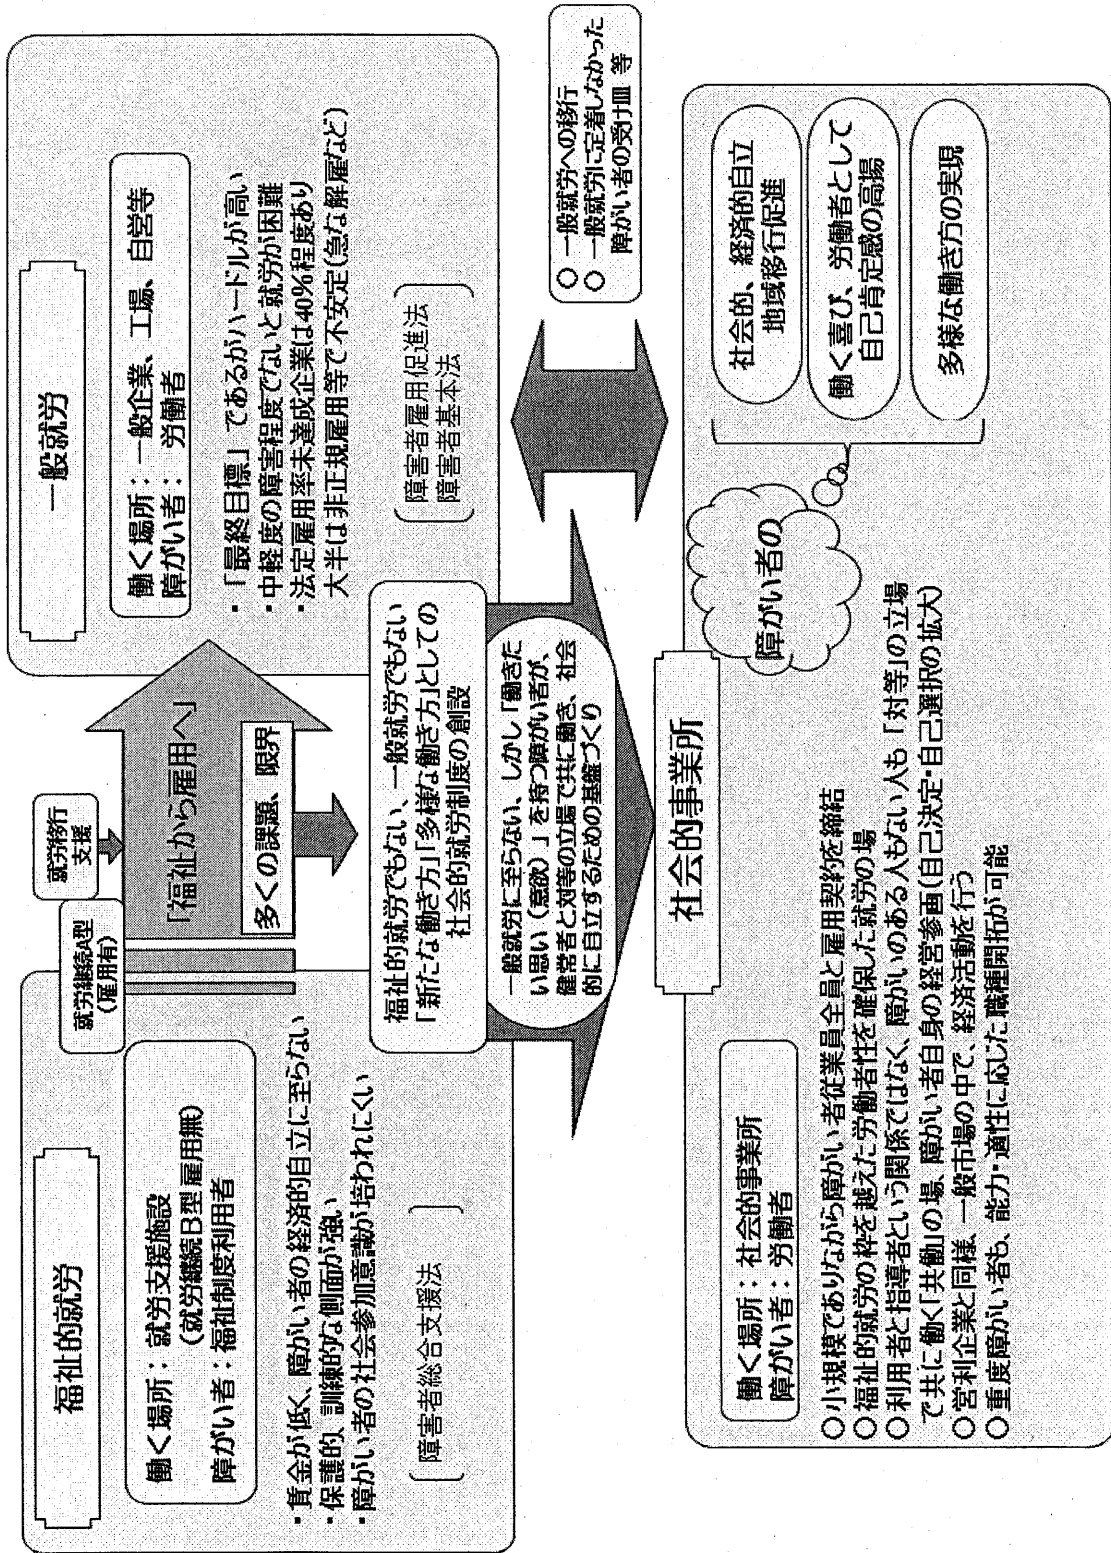 福祉的就労
働く場所：就労支援施設
（就労継続B型 雇用無）
障がい者：福祉制度利用者
・賃金が低く、障がい者の経済的自立に至らない
・保護的、訓練的な側面が強い
・障がい者の社会参加意識が培われにくい
障害者総合支援法
就労継続A型
（雇用有）
就労移行
支援
「福祉から雇用へ」
多くの課題、限界
一般就労
働く場所：一般企業、工場、自営等
障がい者：労働者
・「最終目標」であるがハードルが高い
・中軽度の障害程度でないと就労が困難
・法定雇用率未達成企業は40％程度あり
大半は非正規雇用等で不安定（急な解雇など）
障害者雇用促進法
障害者基本法
福祉的就労でもない、一般就労でもない
「新たな働き方」「多様な働き方」としての
社会的就労制度の創設
一般就労に至らない、しかし「働きた
い思い（意欲）」を持つ障がい者が、
健常者と対等の立場で共に働き、社会
的に自立するための基盤づくり
○ 一般就労への移行
○ 一般就労に定着しなかった
障がい者の受け皿 等
社会的事業所
働く場所：社会的事業所
障がい者：労働者
○小規模でありながら障がい者従業員全員と雇用契約を締結
○福祉的就労の枠を越えた労働者性を確保した就労の場
○利用者と指導者という関係ではなく、障がいのある人もない人も「対等」の立場
で共に働く「共働」の場、障がい者自身の経営参画（自己決定・自己選択の拡大）
○営利企業と同様、一般市場の中で、経済活動を行う
○重度障がい者も、能力・適性に応じた職種開拓が可能
障がい者の
社会的、経済的自立
地域移行促進
働く喜び、労働者として
自己肯定感の高揚
多様な働き方の実現